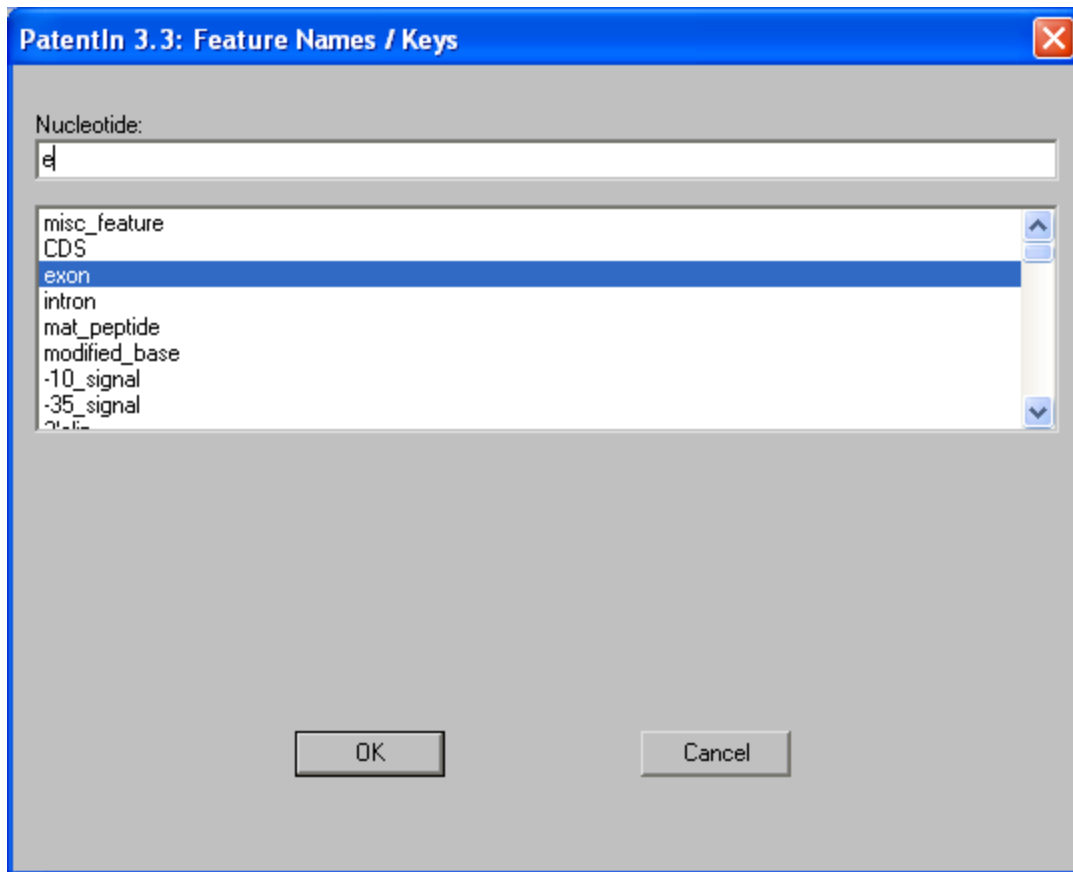 PatentIn 3.3: Feature Names / Keys
Nucleotide:
e
misc_feature
CDS
exon
intron
mat_peptide
modified_base
-10_signal
-35_signal
OK
Cancel